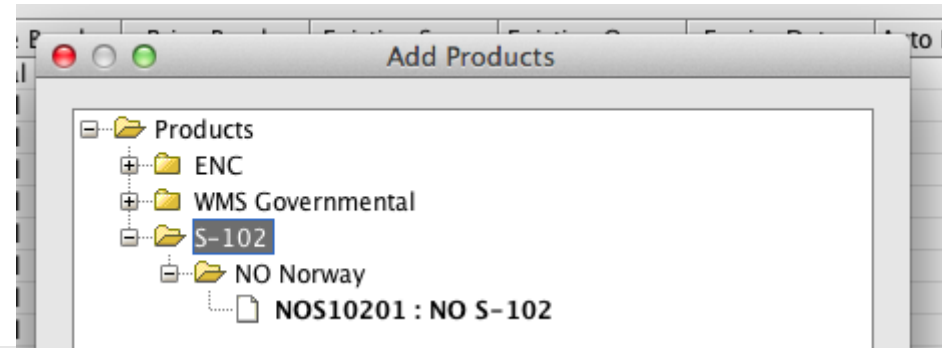 Add Products
Products
ENC
WMS Governmental
S-102
NO Norway
NOS10201 : NO S-102